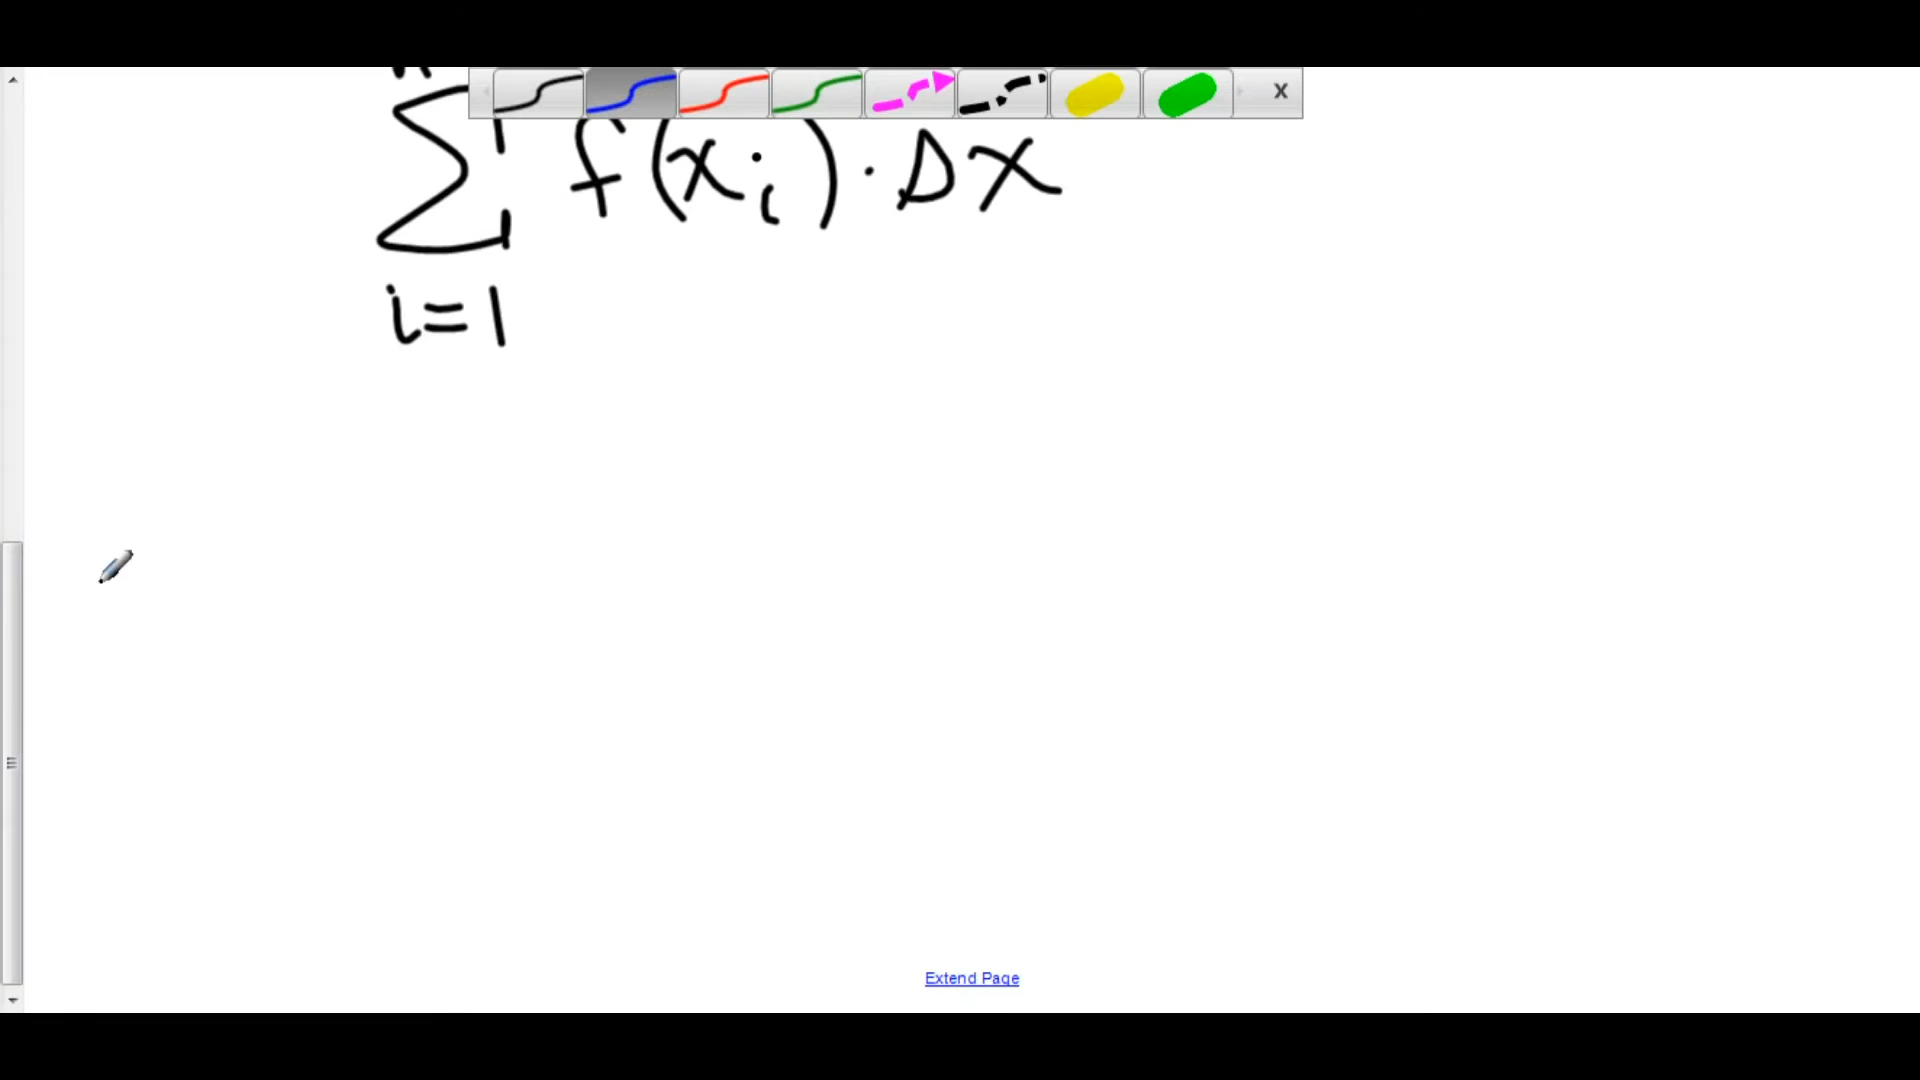 x
∑ f(xᵢ) · Δx
i=1
Extend Page